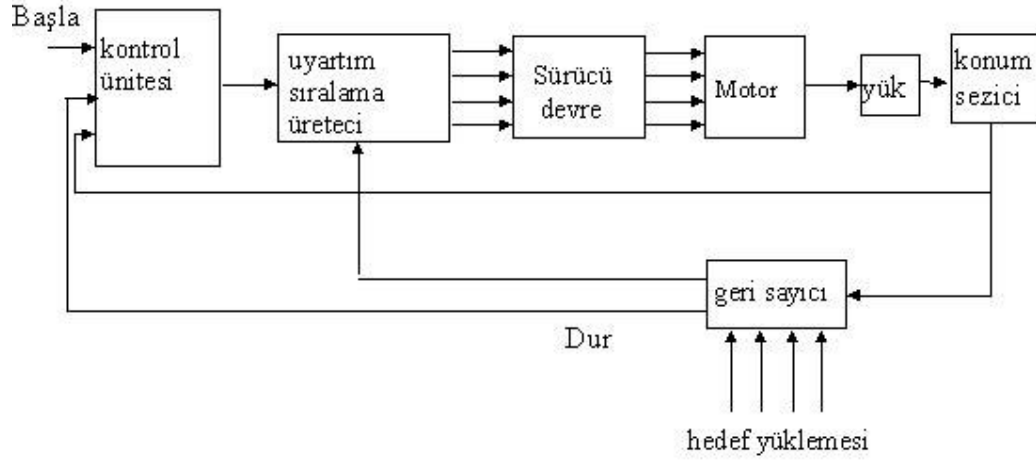 Başla
kontrol
ünitesi
uyartım
sıralama
üreteci
Sürücü
devre
Motor
yük
konum
sezici
geri sayıcı
Dur
hedef yüklemesi